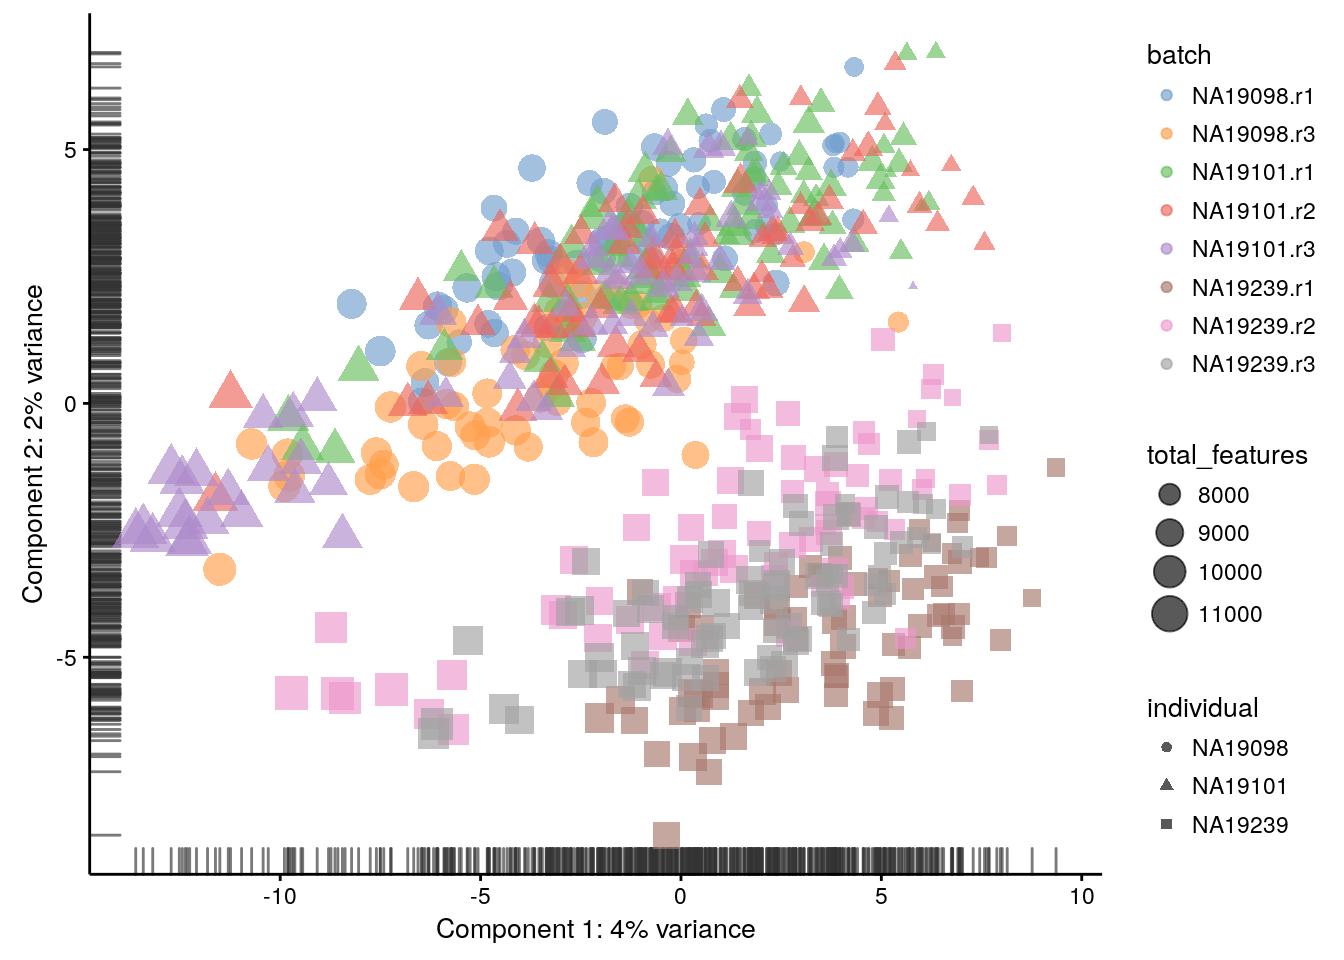 5
0
-5
Component 2: 2% variance
-10
-5
0
5
10
Component 1: 4% variance
batch
NA19098.r1
NA19098.r3
NA19101.r1
NA19101.r2
NA19101.r3
NA19239.r1
NA19239.r2
NA19239.r3
total_features
8000
9000
10000
11000
individual
NA19098
NA19101
NA19239